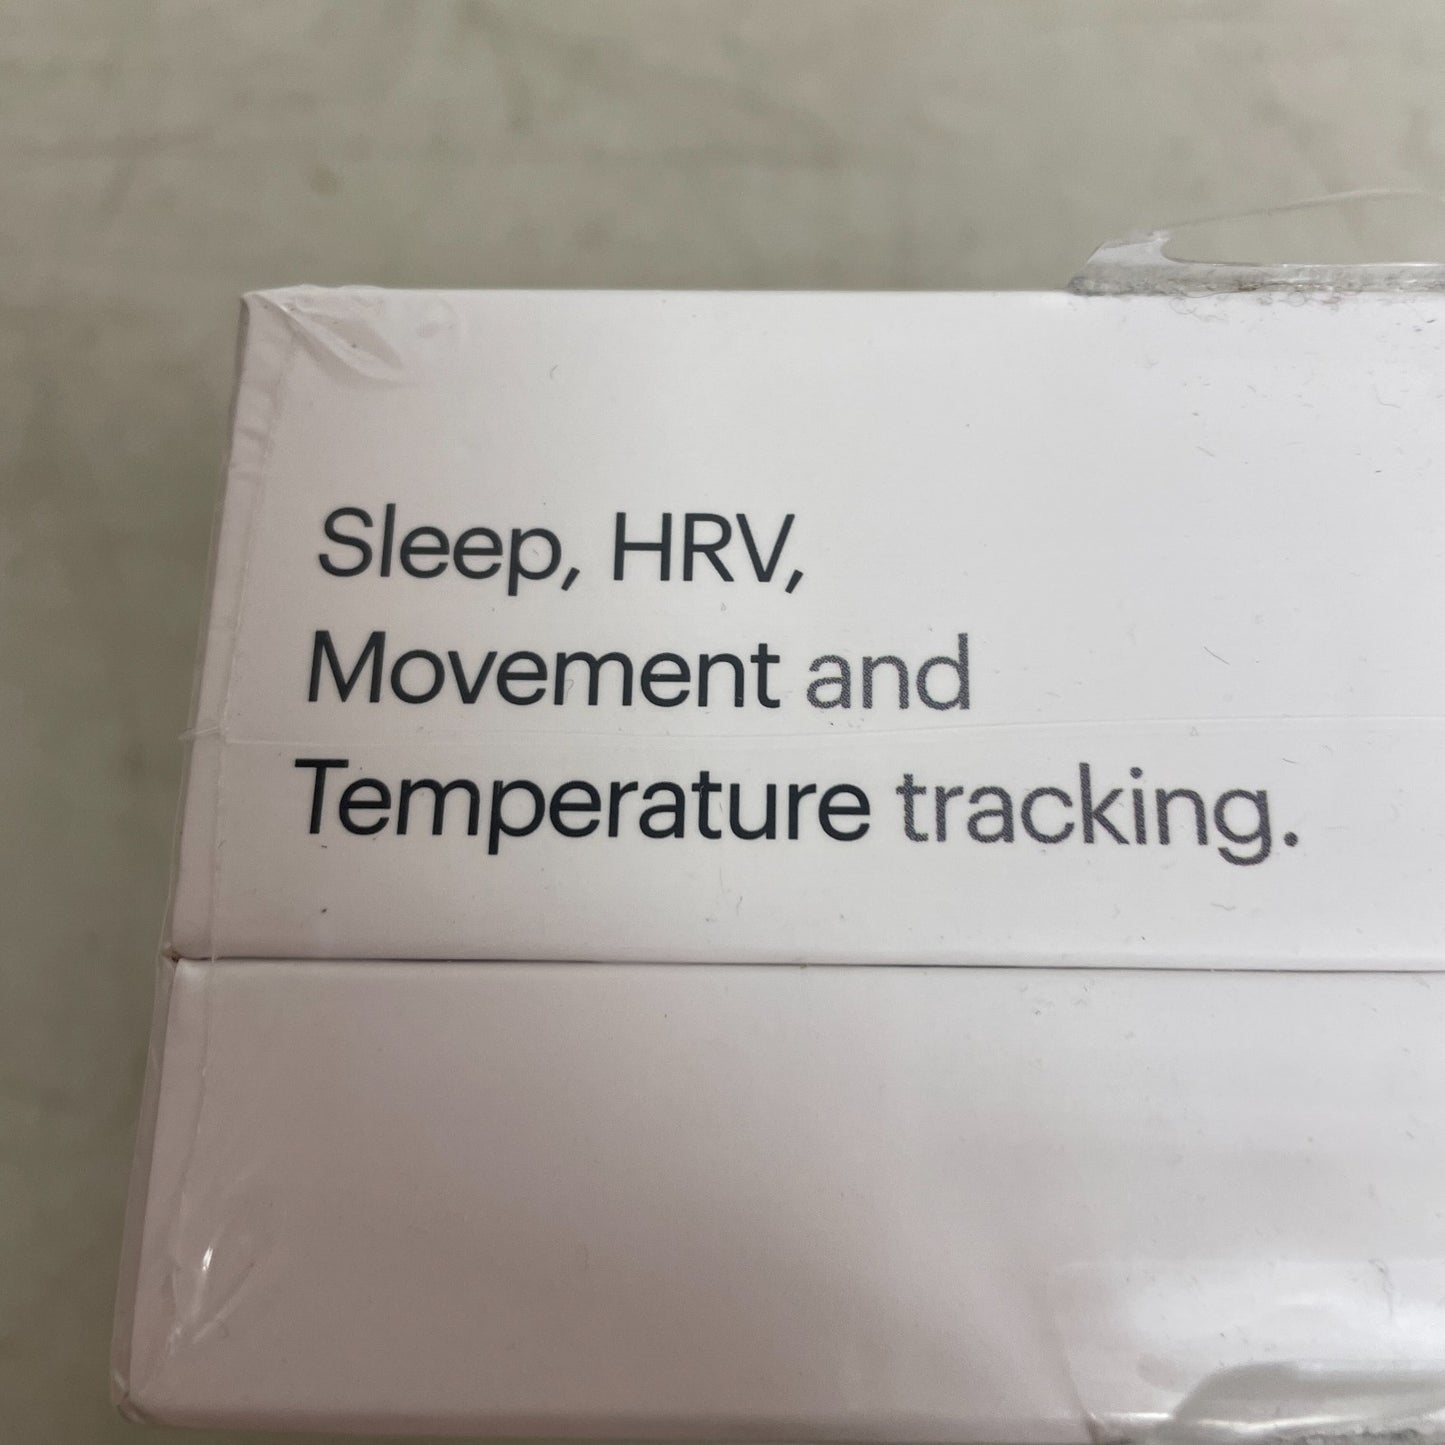 Sleep, HRV,
Movement and
Temperature tracking.